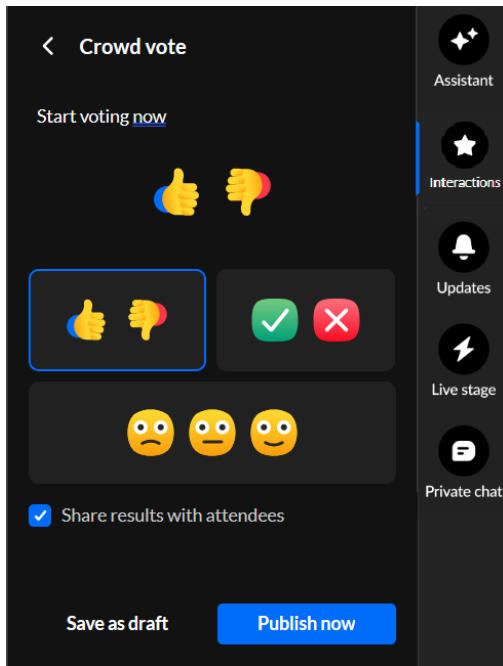 Crowd vote
Start voting now
Share results with attendees
Save as draft
Publish now
Assistant
Interactions
Updates
Live stage
Private chat